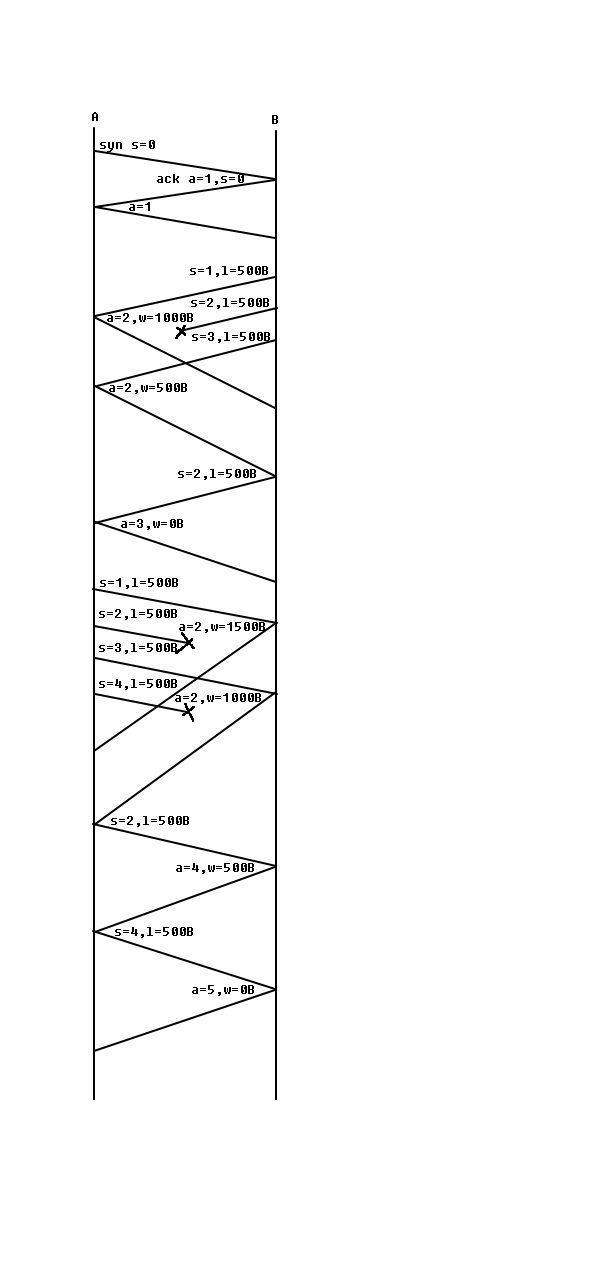 A
B
syn s=0
ack a=1,s=0
a=1
s=1,l=500B
s=2,l=500B
a=2,w=1000B
s=3,l=500B
a=2,w=500B
s=2,l=500B
a=3,w=0B
s=1,l=500B
s=2,l=500B
a=2,w=1500B
s=3,l=500B
s=4,l=500B
a=2,w=1000B
s=2,l=500B
a=4,w=500B
s=4,l=500B
a=5,w=0B